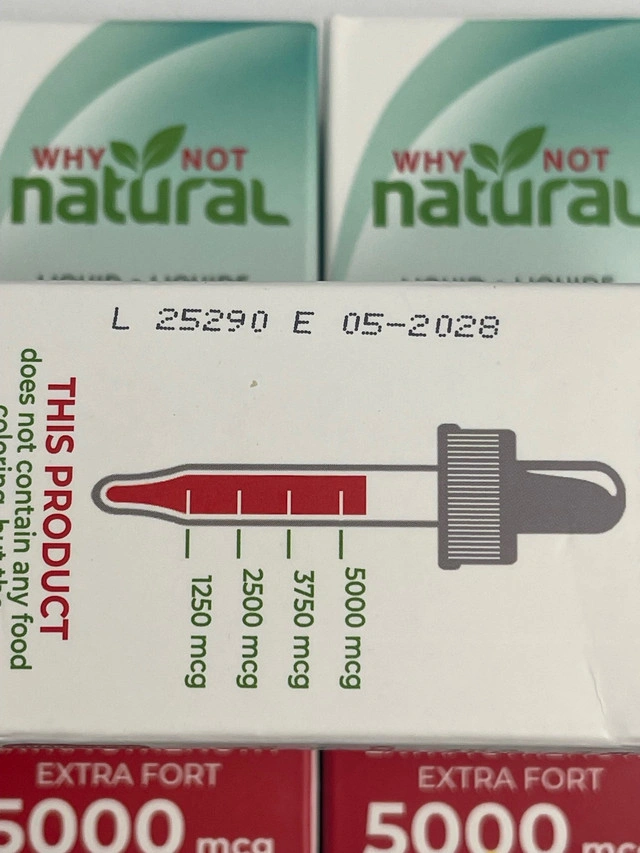 WHY NOT
natural
WHY NOT
natural
L 25290 E 05-2028
THIS PRODUCT
does not contain any food
1250 mcg
2500 mcg
3750 mcg
5000 mcg
EXTRA FORT
5000 mcg
EXTRA FORT
5000 mcg